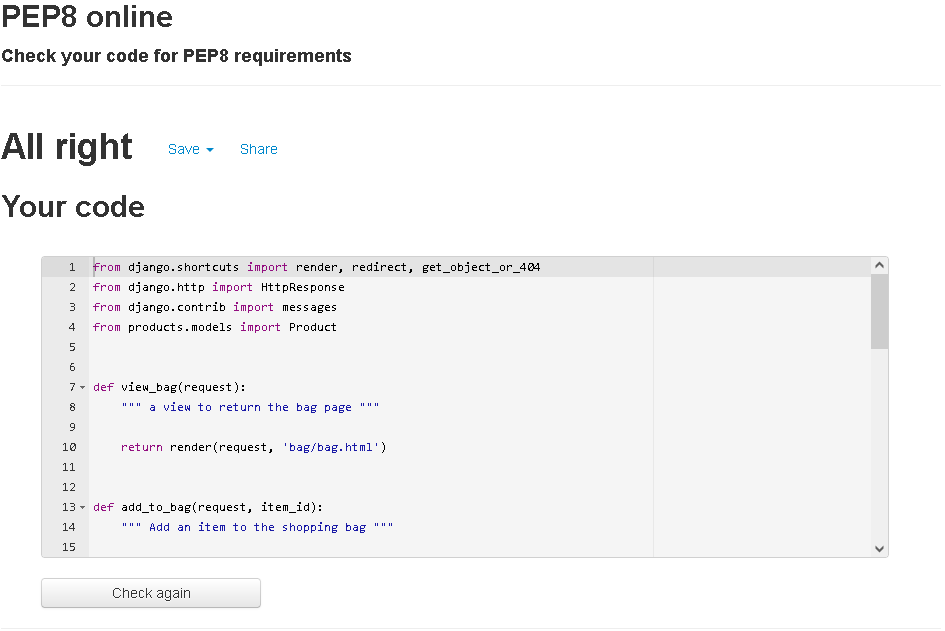 PEP8 online
Check your code for PEP8 requirements
All right Save Share
Your code
1 from django.shortcuts import render, redirect, get_object_or_404
2 from django.http import HttpResponse
3 from django.contrib import messages
4 from products.models import Product
5
6
7 def view_bag(request):
8     """ a view to return the bag page """
9
10     return render(request, 'bag/bag.html')
11
12
13 def add_to_bag(request, item_id):
14     """ Add an item to the shopping bag """
15
Check again